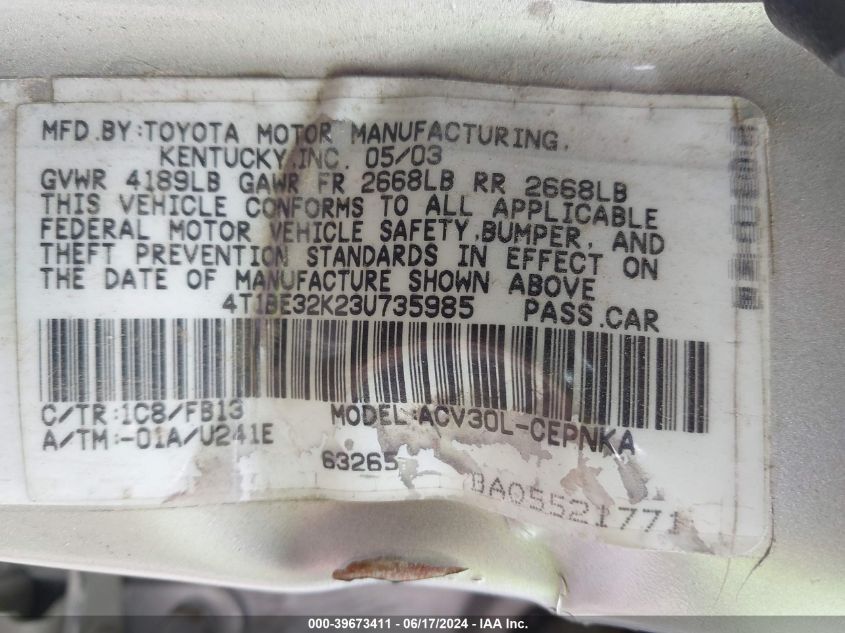 MFD.BY:TOYOTA MOTOR MANUFACTURING,
KENTUCKY,INC. 05/03
GVWR 4189LB GAWR FR 2668LB RR 2668LB
THIS VEHICLE CONFORMS TO ALL APPLICABLE
FEDERAL MOTOR VEHICLE SAFETY,BUMPER, AND
THEFT PREVENTION STANDARDS IN EFFECT ON
THE DATE OF MANUFACTURE SHOWN ABOVE
4T1BE32K23U735985 PASS.CAR
C/TR:1C8/FB13 MODEL:ACV30L-CEPNKA
A/TM:-01A/U241E
63265
BA05521771
000-39673411 / 06/17/2024 / IAA, Inc.